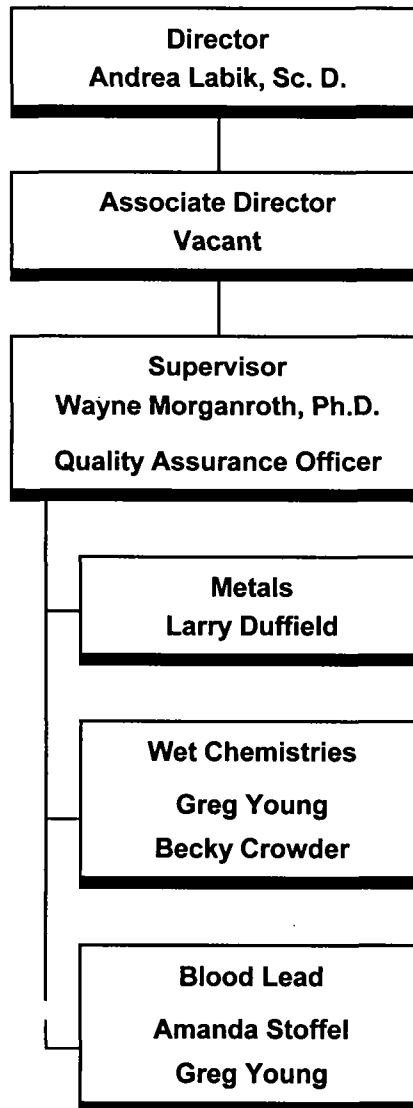 Director
Andrea Labik, Sc. D.
Associate Director
Vacant
Supervisor
Wayne Morganroth, Ph.D.
Quality Assurance Officer
Metals
Larry Duffield
Wet Chemistries
Greg Young
Becky Crowder
Blood Lead
Amanda Stoffel
Greg Young